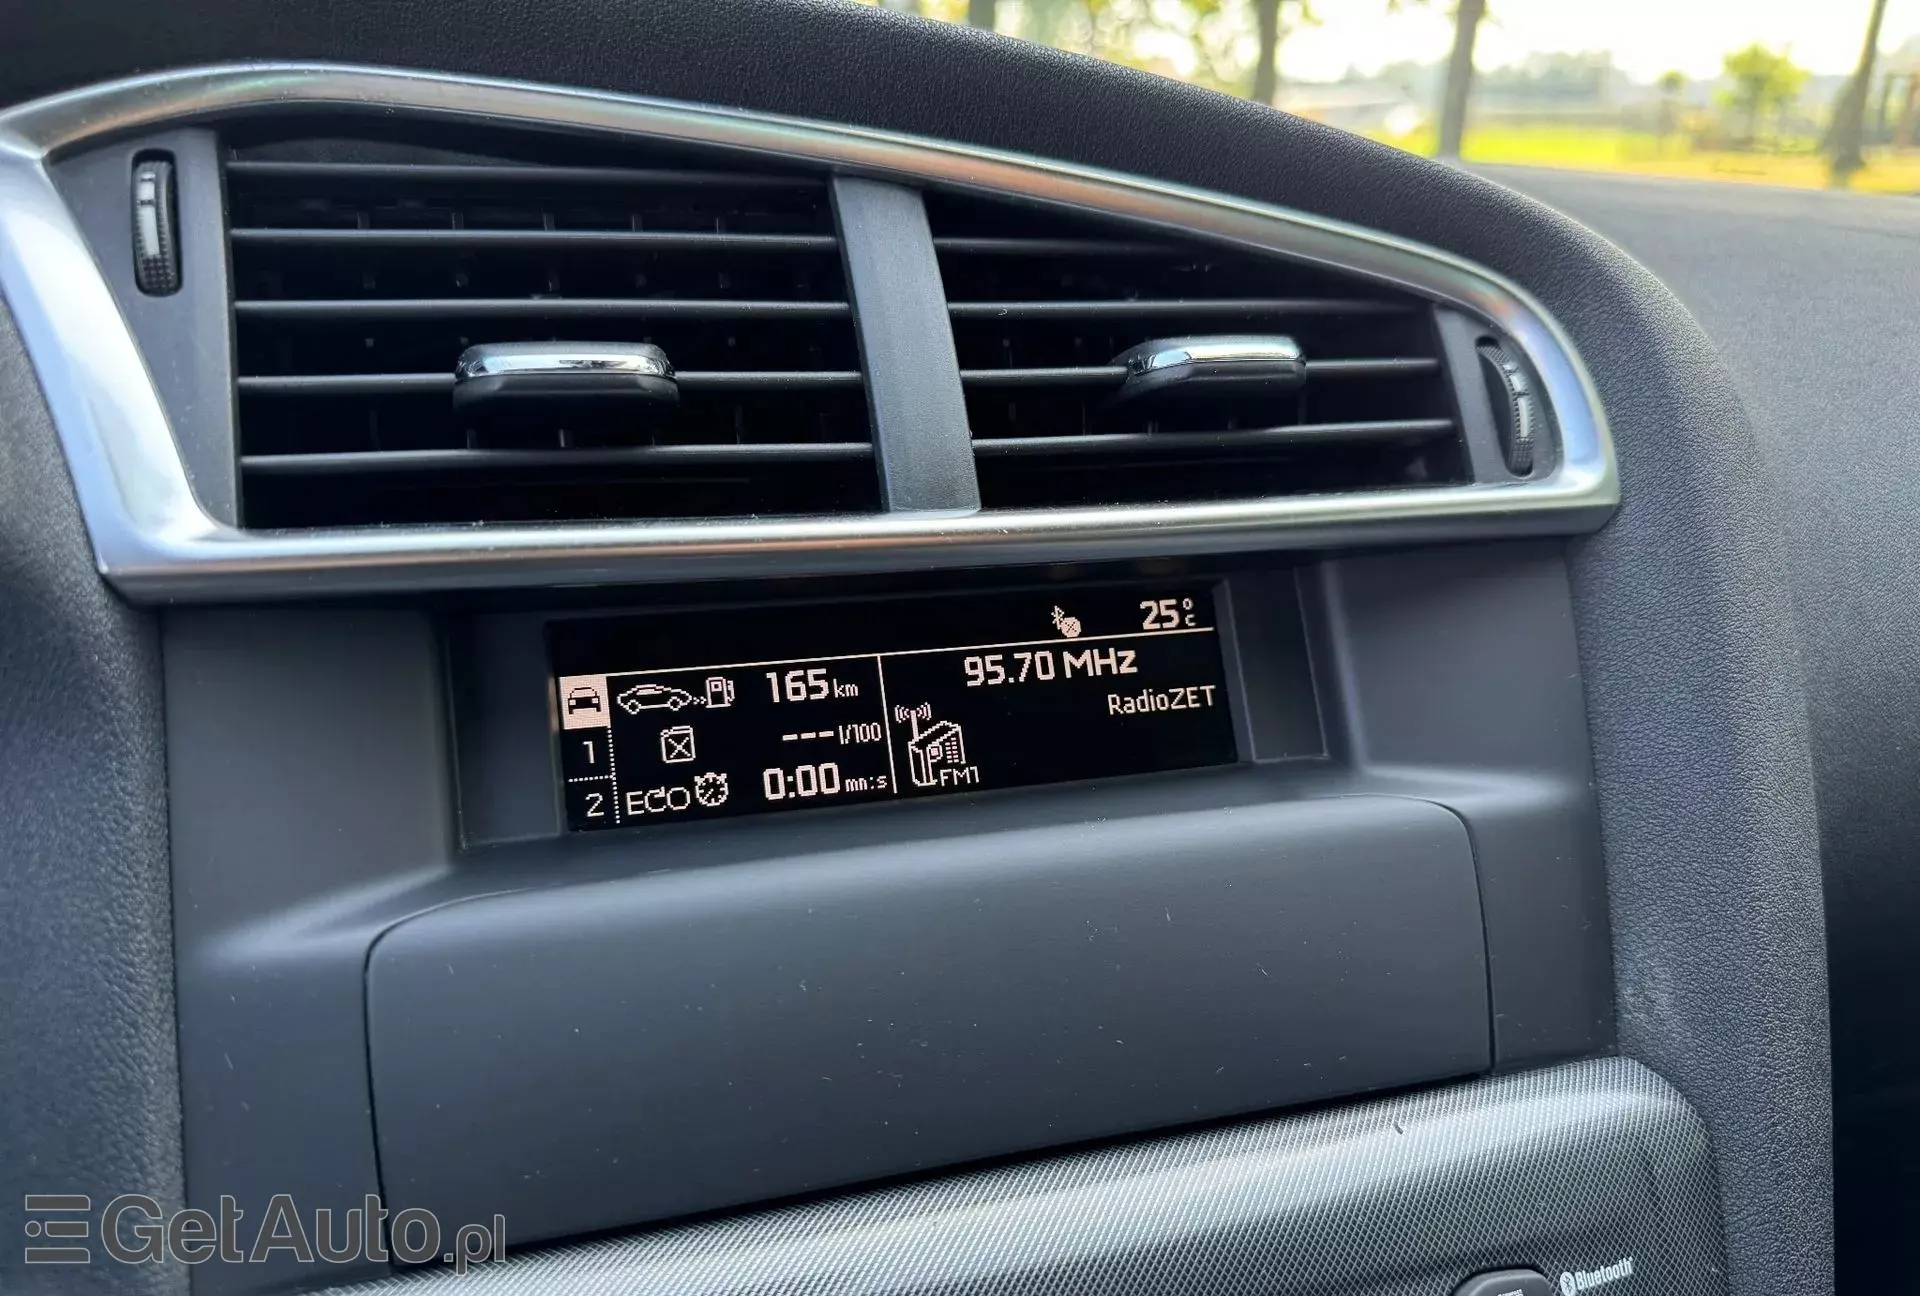 25°C
95.70 MHz
RadioZET
FM1
165 km
--- l/100
ECO 0:00 mn:s
1
2
Bluetooth
GetAuto.pl